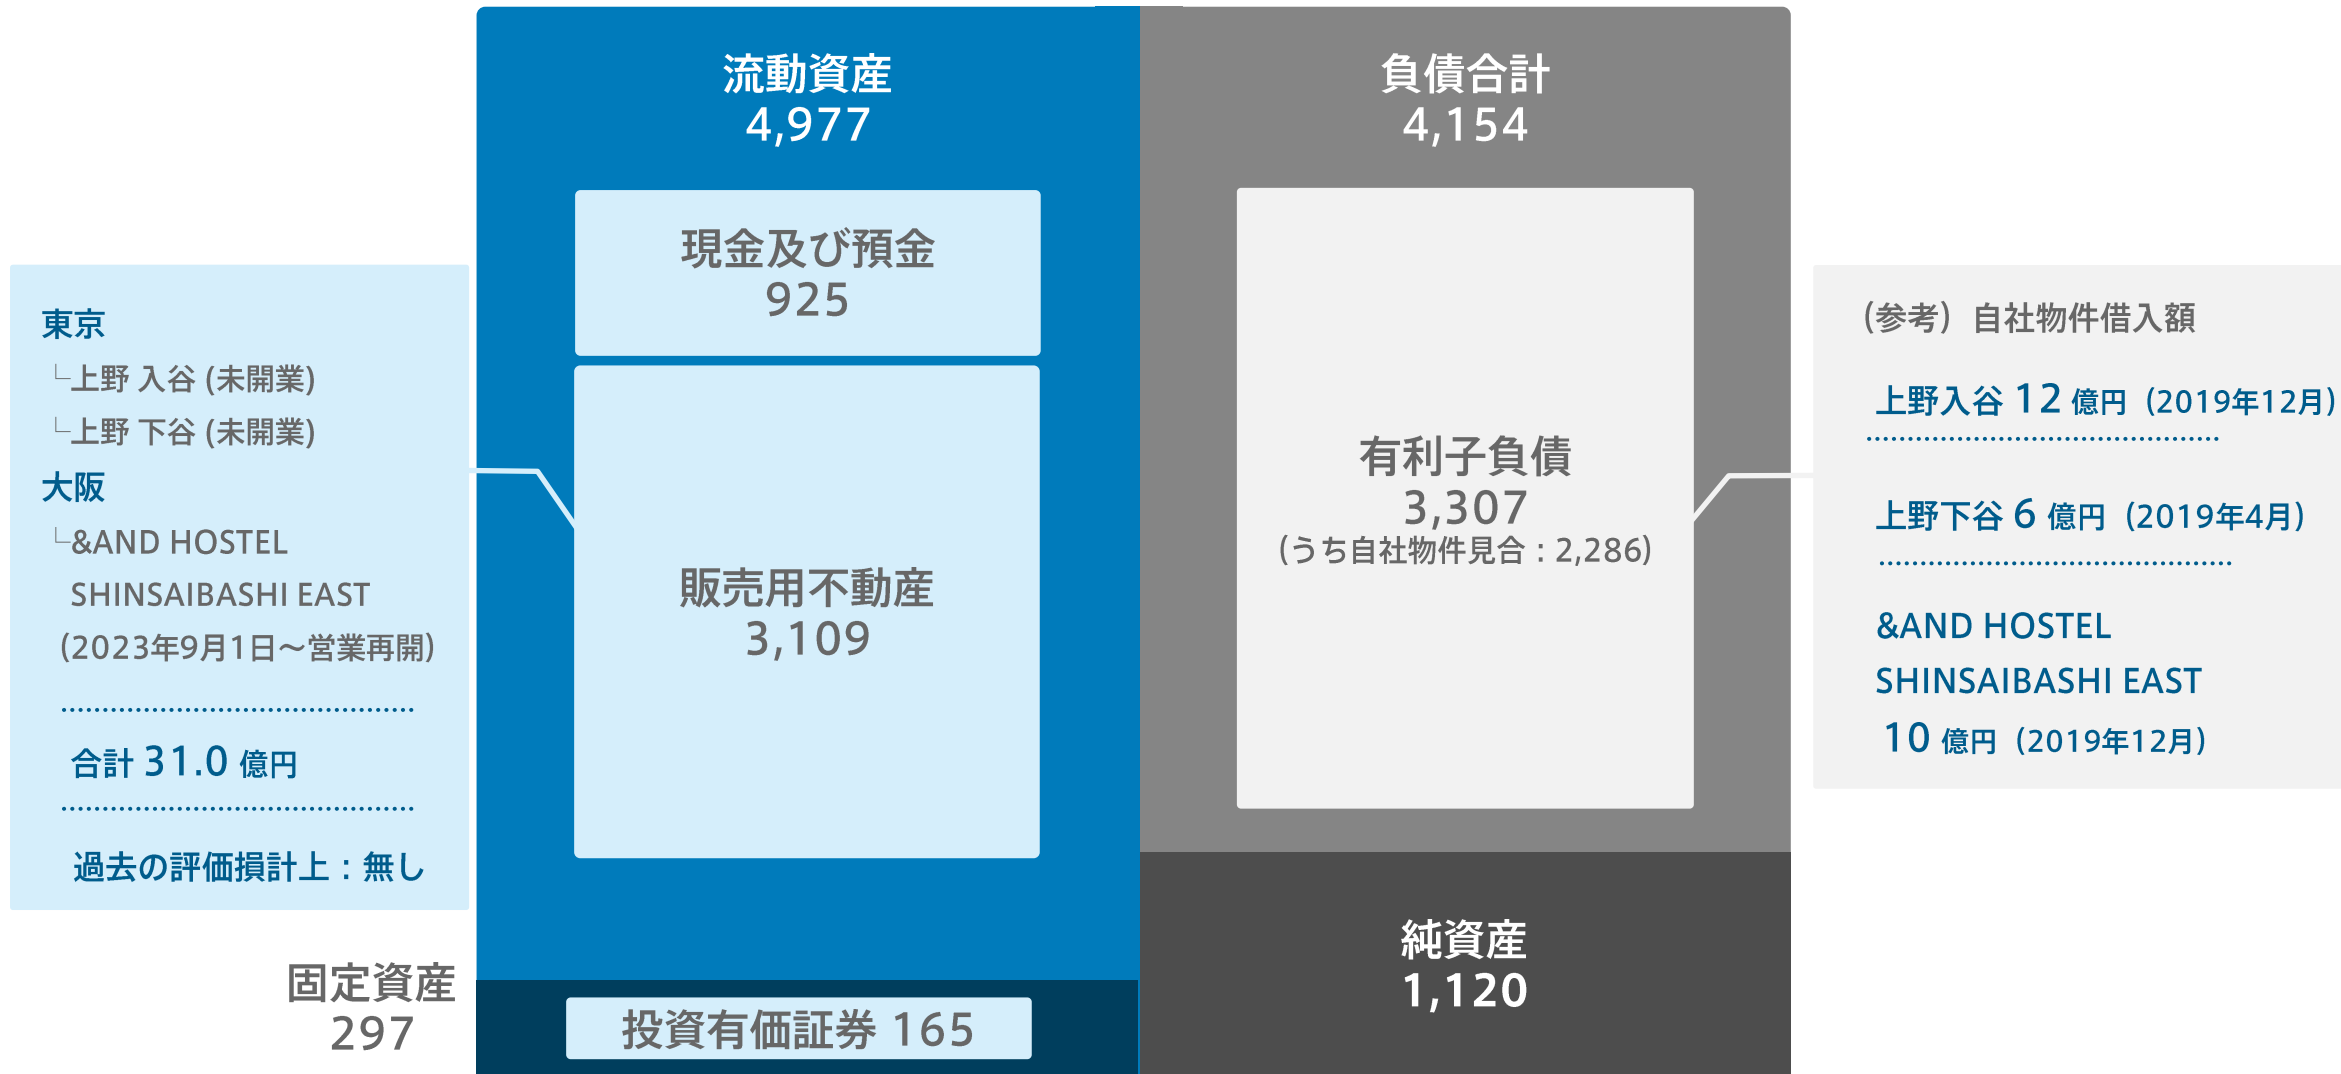 流動資産
4,977
現金及び預金
925
販売用不動産
3,109
東京
└上野 入谷 (未開業)
└上野 下谷 (未開業)
大阪
└&AND HOSTEL
SHINSAIBASHI EAST
(2023年9月1日～営業再開)
合計 31.0 億円
過去の評価損計上：無し
固定資産
297
投資有価証券 165
負債合計
4,154
有利子負債
3,307
(うち自社物件見合：2,286)
純資産
1,120
(参考) 自社物件借入額
上野入谷 12 億円 (2019年12月)
上野下谷 6 億円 (2019年4月)
&AND HOSTEL
SHINSAIBASHI EAST
10 億円 (2019年12月)